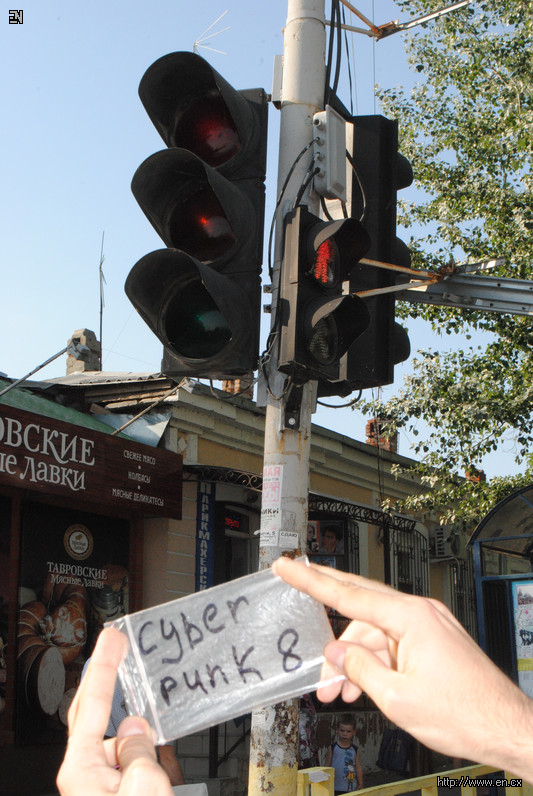 EN
ОВСКИЕ
ЫЕ ЛАВКИ
СВЕЖЕЕ МЯСО
КОЛБАСЫ
МЯСНЫЕ ДЕЛИКАТЕСЫ
ПАРИКМАХЕР
ТАВРОВСКИЕ
МЯСНЫЕ ЛАВКИ
Cyber
punk 8
http://www.en.cx